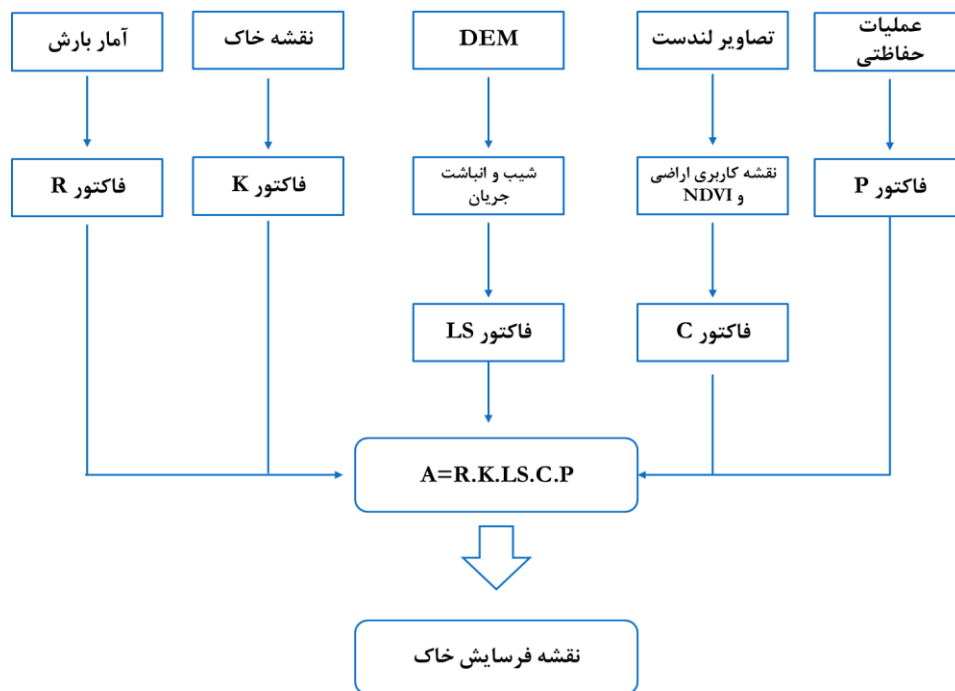 عملیات
حفاظتی
تصاویر لندست
DEM
نقشه خاک
آمار بارش
فاکتور P
نقشه کاربری اراضی
و NDVI
شیب و انباشت
جریان
فاکتور K
فاکتور R
فاکتور C
فاکتور LS
A=R.K.LS.C.P
نقشه فرسایش خاک